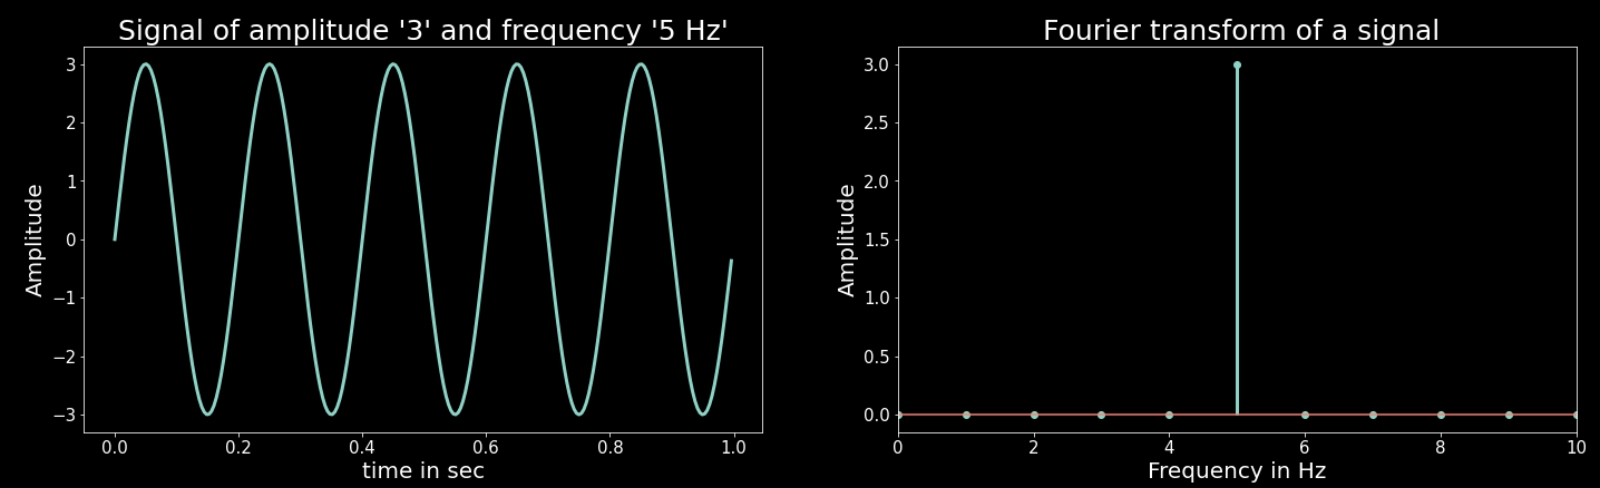 Signal of amplitude '3' and frequency '5 Hz'
3
2
1
0
−1
−2
−3
Amplitude
0.0 0.2 0.4 0.6 0.8 1.0
time in sec
Fourier transform of a signal
3.0
2.5
2.0
1.5
1.0
0.5
0.0
Amplitude
0 2 4 6 8 10
Frequency in Hz